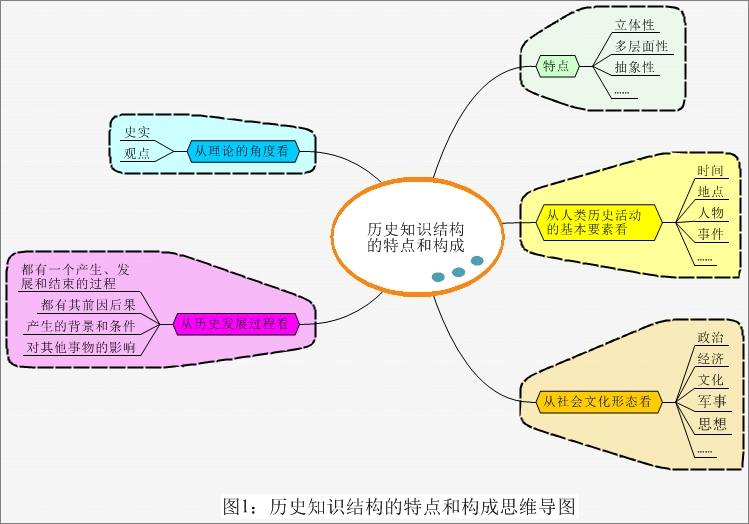 历史知识结构
的特点和构成
特点
立体性
多层面性
抽象性
......
从人类历史活动
的基本要素看
时间
地点
人物
事件
......
从社会文化形态看
政治
经济
文化
军事
思想
......
从理论的角度看
史实
观点
从历史发展过程看
都有一个产生、发
展和结束的过程
都有其前因后果
产生的背景和条件
对其他事物的影响
图1：历史知识结构的特点和构成思维导图